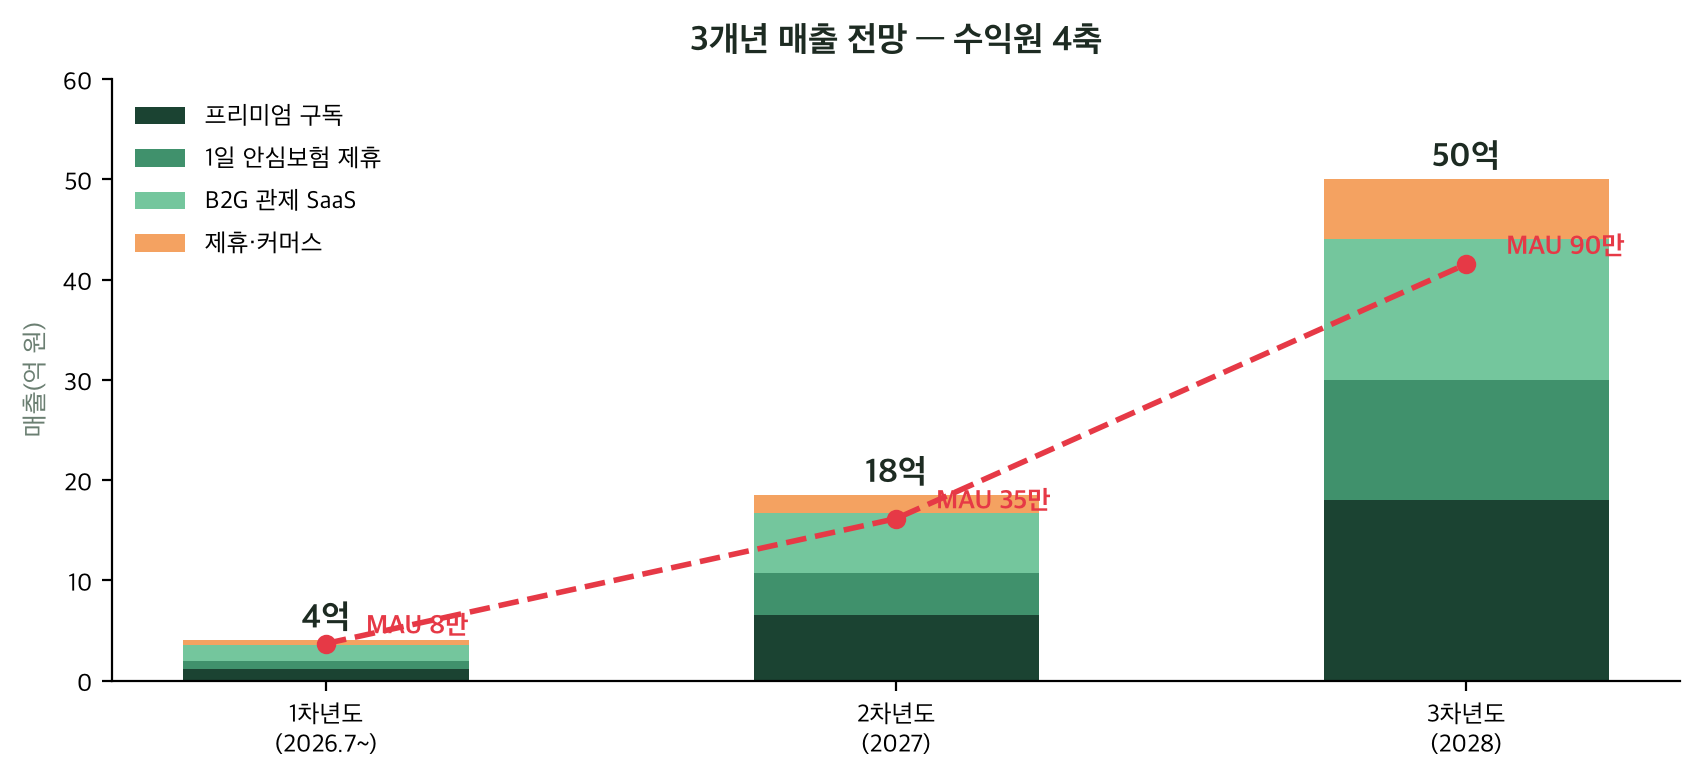 3개년 매출 전망 — 수익원 4축
프리미엄 구독
1일 안심보험 제휴
B2G 관제 SaaS
제휴·커머스
매출(억 원)
60
50
40
30
20
10
0
4억
MAU 8만
18억
MAU 35만
50억
MAU 90만
1차년도
(2026.7~)
2차년도
(2027)
3차년도
(2028)